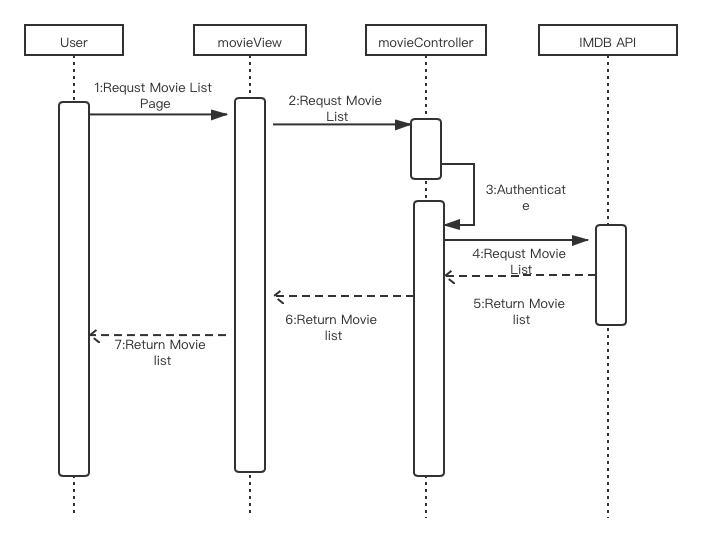 User
movieView
movieController
IMDB API
1:Requst Movie List
Page
2:Requst Movie
List
3:Authenticat
e
4:Requst Movie
List
5:Return Movie
list
6:Return Movie
list
7:Return Movie
list